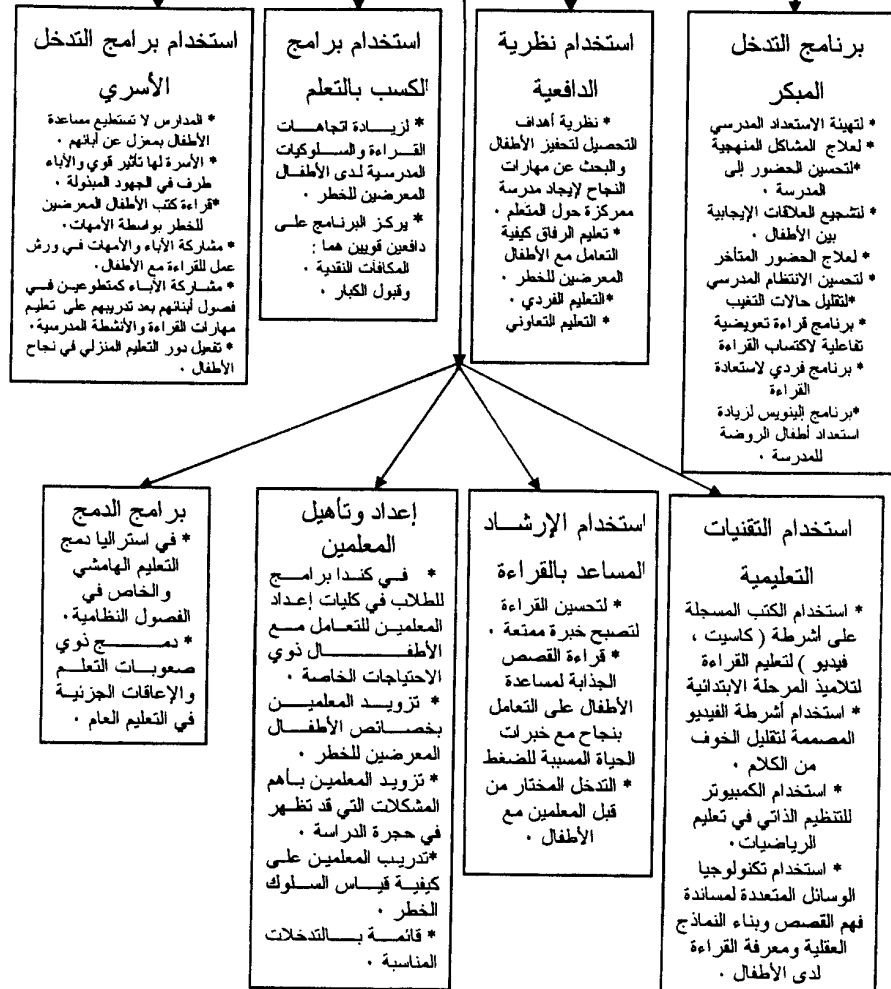 برنامج التدخل
المبكر
* لتهيئة الاستعداد المدرسي
* لعلاج المشاكل المنهجية
*لتحسين الحضور إلى
المدرسة .
* لتشجيع العلاقات الإيجابية
بين الأطفال .
* لعلاج الحضور المتأخر
* لتحسين الانتظام المدرسي
*لتقليل حالات التغيب
* برنامج قراءة تعويضية
تفاعلية لاكتساب القراءة
* برنامج فردي لاستعادة
القراءة
*برنامج إلينويس لزيادة
استعداد أطفال الروضة
للمدرسة .
استخدام نظرية
الدافعية
* نظرية أهداف
التحصيل لتحفيز الأطفال
والبحث عن مهارات
النجاح لإيجاد مدرسة
ممركزة حول المتعلم .
* تعليم الرفاق كيفية
التعامل مع الأطفال
المعرضين للخطر .
*التعليم الفردي .
* التعليم التعاوني
استخدام برامج
الكسب بالتعلم
* لزيادة اتجاهات
القراءة والسلوكيات
المدرسية لدى الأطفال
المعرضين للخطر .
* يركز البرنامج على
دافعين قويين هما :
المكافآت النقدية
وقبول الكبار .
استخدام برامج التدخل
الأسري
* المدارس لا تستطيع مساعدة
الأطفال بمعزل عن آبائهم .
* الأسرة لها تأثير قوي والأباء
طرف في الجهود المبذولة .
*قراءة كتب الأطفال المعرضين
للخطر بواسطة الأمهات.
* مشاركة الأباء والأمهات في ورش
عمل للقراءة مع الأطفال.
* مشاركة الأباء كمتطوعين في
فصول أبنائهم بعد تدريبهم على تعليم
مهارات القراءة والأنشطة المدرسية.
* تفعيل دور التعليم المنزلي في نجاح
الأطفال .
استخدام التقنيات
التعليمية
* استخدام الكتب المسجلة
على أشرطة ( كاسيت ،
فيديو ) لتعليم القراءة
لتلاميذ المرحلة الابتدائية
* استخدام أشرطة الفيديو
المصممة لتقليل الخوف
من الكلام .
* استخدام الكمبيوتر
للتنظيم الذاتي في تعليم
الرياضيات.
* استخدام تكنولوجيا
الوسائل المتعددة لمساندة
فهم القصص وبناء النماذج
العقلية ومعرفة القراءة
لدى الأطفال .
استخدام الإرشاد
المساعد بالقراءة
* لتحسين القراءة
لتصبح خبرة ممتعة .
* قراءة القصص
الجذابة لمساعدة
الأطفال على التعامل
بنجاح مع خبرات
الحياة المسببة للضغط
* التدخل المختار من
قبل المعلمين مع
الأطفال .
إعداد وتأهيل
المعلمين
* في كندا برامج
للطلاب في كليات إعداد
المعلمين للتعامل مع
الأطفال ذوي
الاحتياجات الخاصة .
* تزويد المعلمين
بخصائص الأطفال
المعرضين للخطر .
*تزويد المعلمين بأهم
المشكلات التي قد تظهر
في حجرة الدراسة .
*تدريب المعلمين على
كيفية قياس السلوك
الخطر .
* قائمة بالتدخلات
المناسبة .
برامج الدمج
* في استراليا دمج
التعليم الهامشي
والخاص في
الفصول النظامية.
* دمج ذوي
صعوبات التعلم
والإعاقات الجزئية
في التعليم العام .